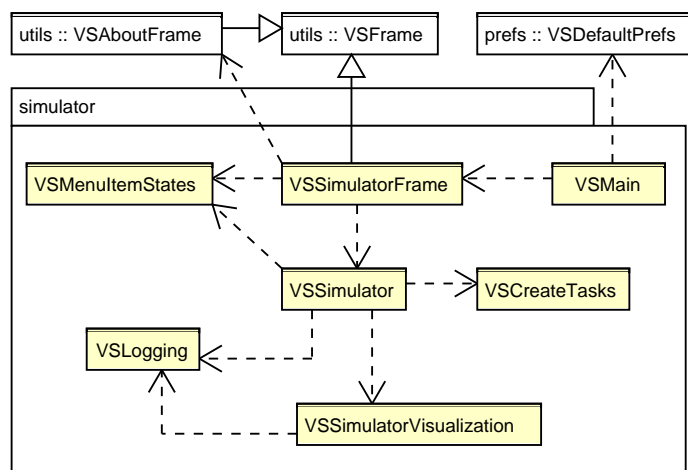 utils :: VSAboutFrame
utils :: VSFrame
prefs :: VSDefaultPrefs
simulator
VSMenuItemStates
VSSimulatorFrame
VSMain
VSSimulator
VSCreateTasks
VSLogging
VSSimulatorVisualization